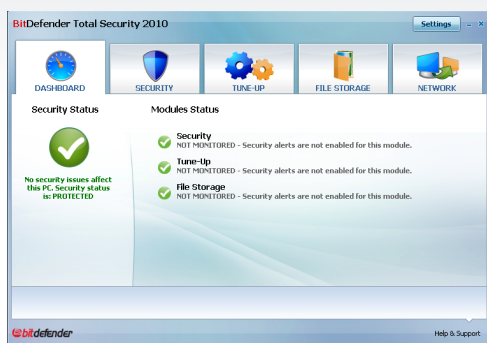 BitDefender Total Security 2010
Settings
DASHBOARD
SECURITY
TUNE-UP
FILE STORAGE
NETWORK
Security Status
No security issues affect
this PC. Security status
is: PROTECTED
Modules Status
Security
NOT MONITORED - Security alerts are not enabled for this module.
Tune-Up
NOT MONITORED - Security alerts are not enabled for this module.
File Storage
NOT MONITORED - Security alerts are not enabled for this module.
bitdefender
Help & Support